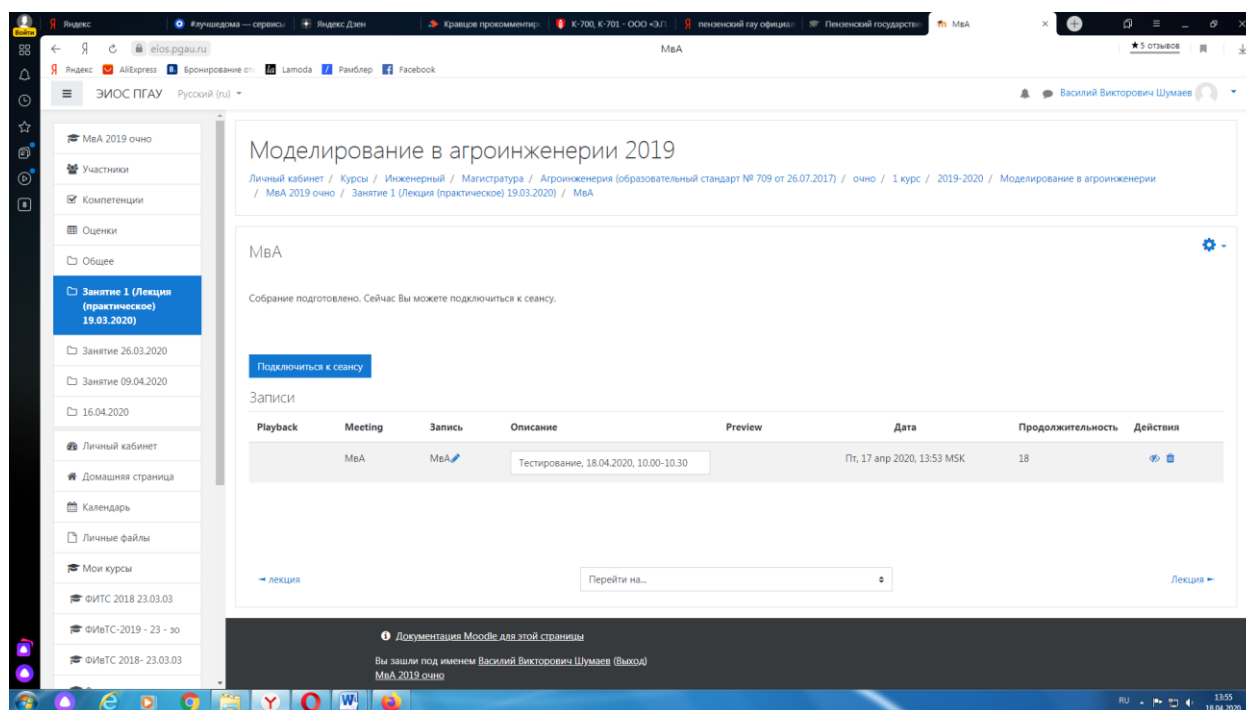 Войти
Яндекс
#лучшедома — сервисы
Яндекс.Дзен
Кравцов прокомментиро
К-700, К-701 - ООО «ЭЛ
пензенский гау официал
Пензенский государстве
МвА
eios.pgau.ru
МвА
★ 5 отзывов
Яндекс
AliExpress
Бронирование от
Lamoda
Рамблер
Facebook
ЭИОС ПГАУ
Русский (ru)
Василий Викторович Шумаев
МвА 2019 очно
Участники
Компетенции
Оценки
Общее
Занятие 1 (Лекция
(практическое)
19.03.2020)
Занятие 26.03.2020
Занятие 09.04.2020
16.04.2020
Личный кабинет
Домашняя страница
Календарь
Личные файлы
Мои курсы
ФИТС 2018 23.03.03
ФИвТС-2019 - 23 - зо
ФИвТС 2018- 23.03.03
Моделирование в агроинженерии 2019
Личный кабинет / Курсы / Инженерный / Магистратура / Агроинженерия (образовательный стандарт № 709 от 26.07.2017) / очно / 1 курс / 2019-2020 / Моделирование в агроинженерии
/ МвА 2019 очно / Занятие 1 (Лекция (практическое) 19.03.2020) / МвА
МвА
Собрание подготовлено. Сейчас Вы можете подключиться к сеансу.
Подключиться к сеансу
Записи
Playback Meeting Запись Описание Preview Дата Продолжительность Действия
МвА МвА Тестирование, 18.04.2020, 10.00-10.30 Пт, 17 апр 2020, 13:53 MSK 18
◄ лекция
Перейти на...
Лекция ►
Документация Moodle для этой страницы
Вы зашли под именем Василий Викторович Шумаев (Выход)
МвА 2019 очно
RU
13:55
18.04.2020